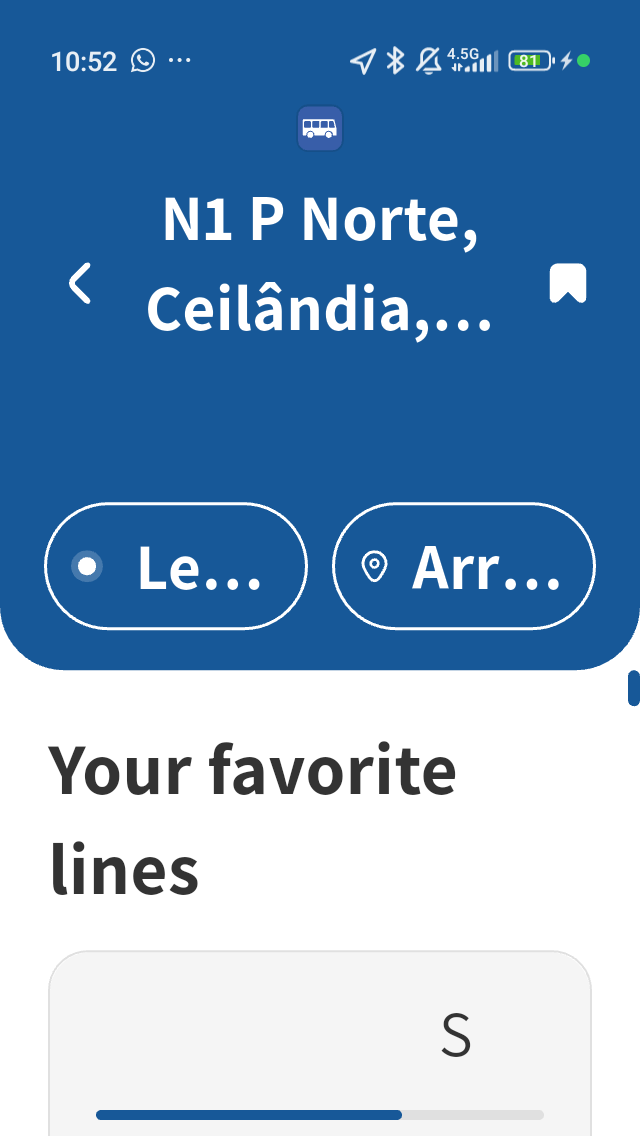 10:52
4.5G
81
N1 P Norte,
Ceilândia,...
Le...
Arr...
Your favorite
lines
S